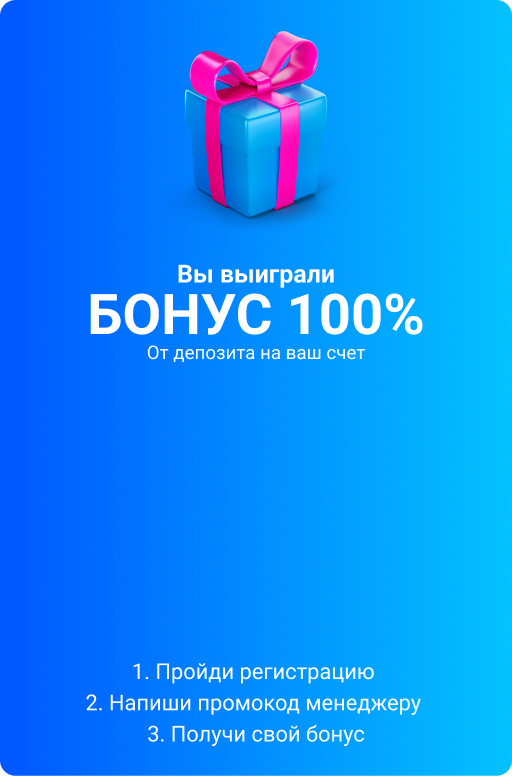 Вы выиграли
БОНУС 100%
От депозита на ваш счет
1. Пройди регистрацию
2. Напиши промокод менеджеру
3. Получи свой бонус